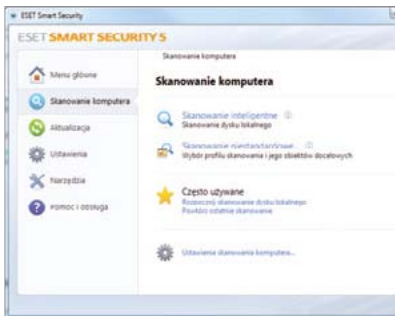 ESET Smart Security
ESET SMART SECURITY 5
Skanowanie komputera
Menu główne
Skanowanie komputera
Aktualizacja
Ustawienia
Narzędzia
Pomoc i obsługa
Skanowanie komputera
Skanowanie inteligentne
Skanowanie dysku lokalnego
Skanowanie niestandardowe...
Wybór profilu skanowania i jego obiektów docelowych
Często używane
Rozpocznij skanowanie dysku lokalnego
Powtórz ostatnie skanowanie
Ustawienia skanowania komputera...